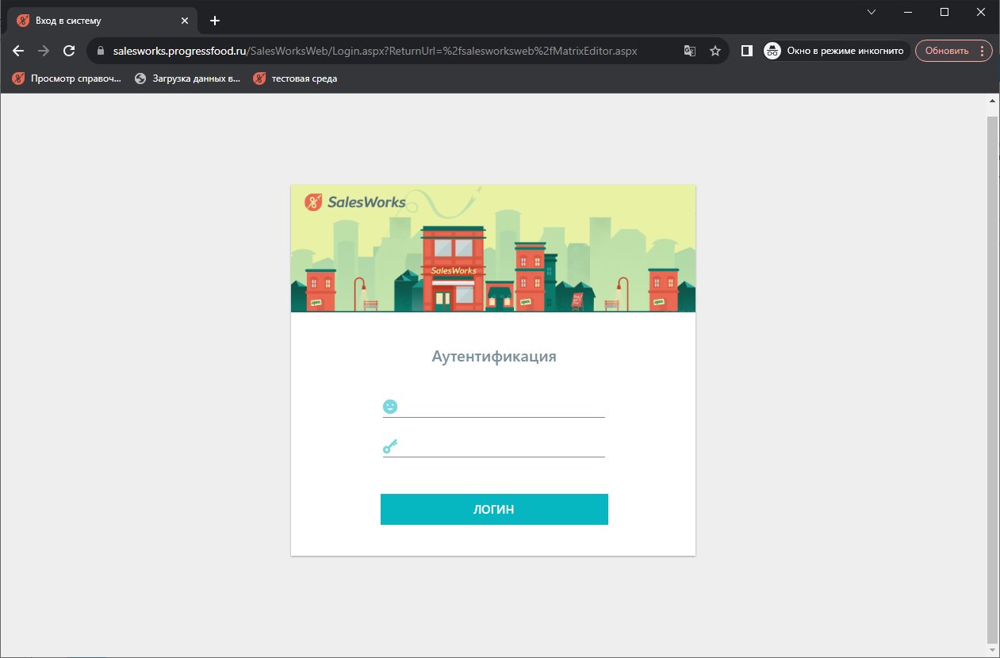 Вход в систему
salesworks.progressfood.ru/SalesWorksWeb/Login.aspx?ReturnUrl=%2fsalesworksweb%2fMatrixEditor.aspx
Окно в режиме инкогнито
Обновить
Просмотр справоч...
Загрузка данных в...
тестовая среда
SalesWorks
SalesWorks
open
open
open
Аутентификация
ЛОГИН